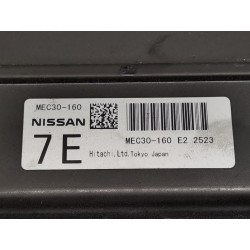 MEC30-160
NISSAN
7E
MEC30-160 E2 2523
Hitachi,Ltd.Tokyo Japan